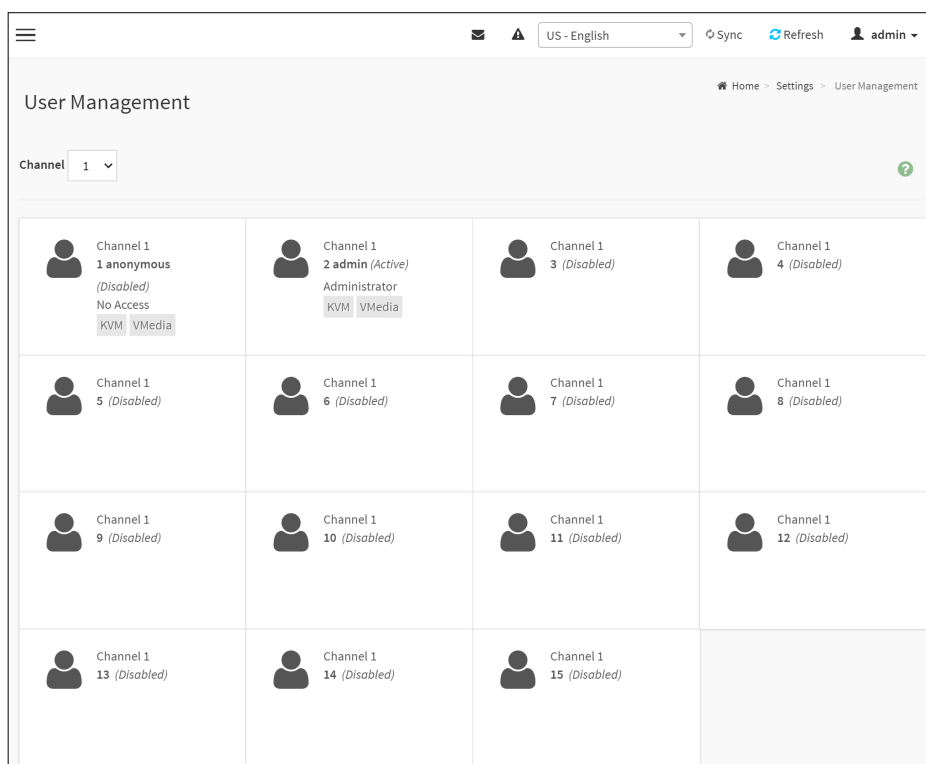 US - English
Sync
Refresh
admin
User Management
Home > Settings > User Management
Channel 1
?
Channel 1
1 anonymous
(Disabled)
No Access
KVM VMedia
Channel 1
2 admin (Active)
Administrator
KVM VMedia
Channel 1
3 (Disabled)
Channel 1
4 (Disabled)
Channel 1
5 (Disabled)
Channel 1
6 (Disabled)
Channel 1
7 (Disabled)
Channel 1
8 (Disabled)
Channel 1
9 (Disabled)
Channel 1
10 (Disabled)
Channel 1
11 (Disabled)
Channel 1
12 (Disabled)
Channel 1
13 (Disabled)
Channel 1
14 (Disabled)
Channel 1
15 (Disabled)